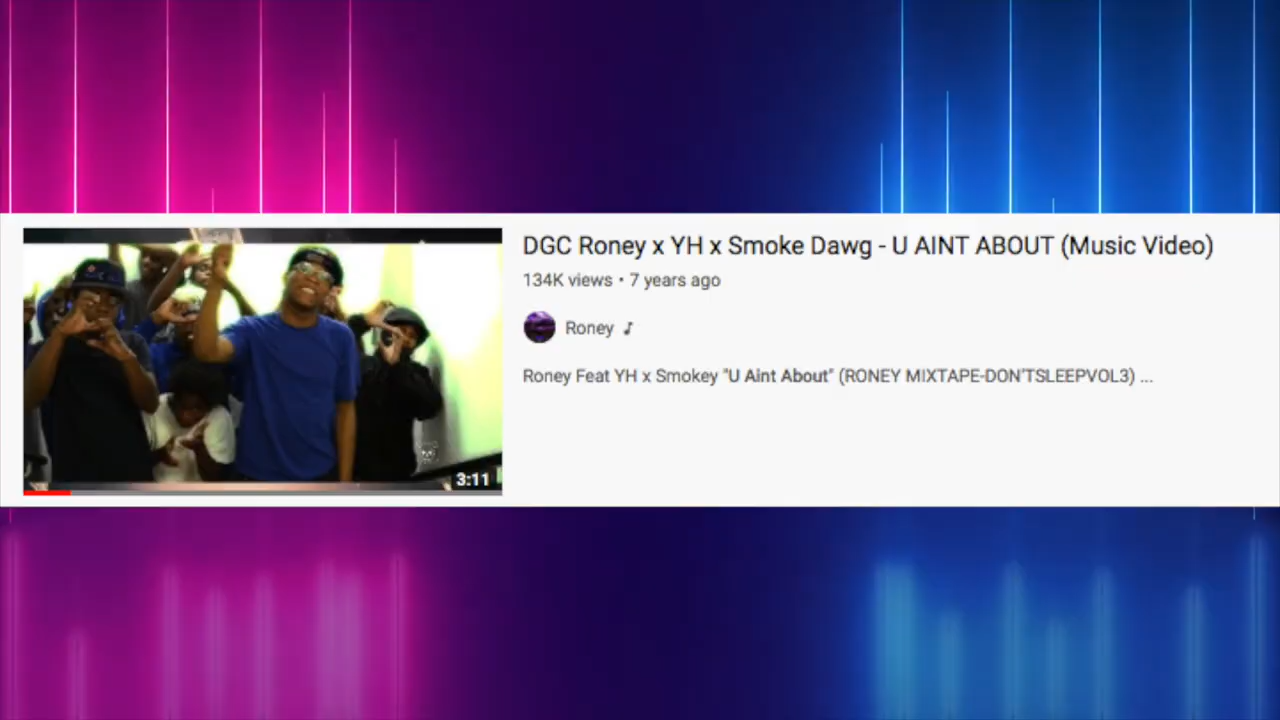 DGC Roney x YH x Smoke Dawg - U AINT ABOUT (Music Video)
134K views • 7 years ago
Roney ♪
Roney Feat YH x Smokey "U Aint About" (RONEY MIXTAPE-DON'TSLEEPVOL3) ...
3:11